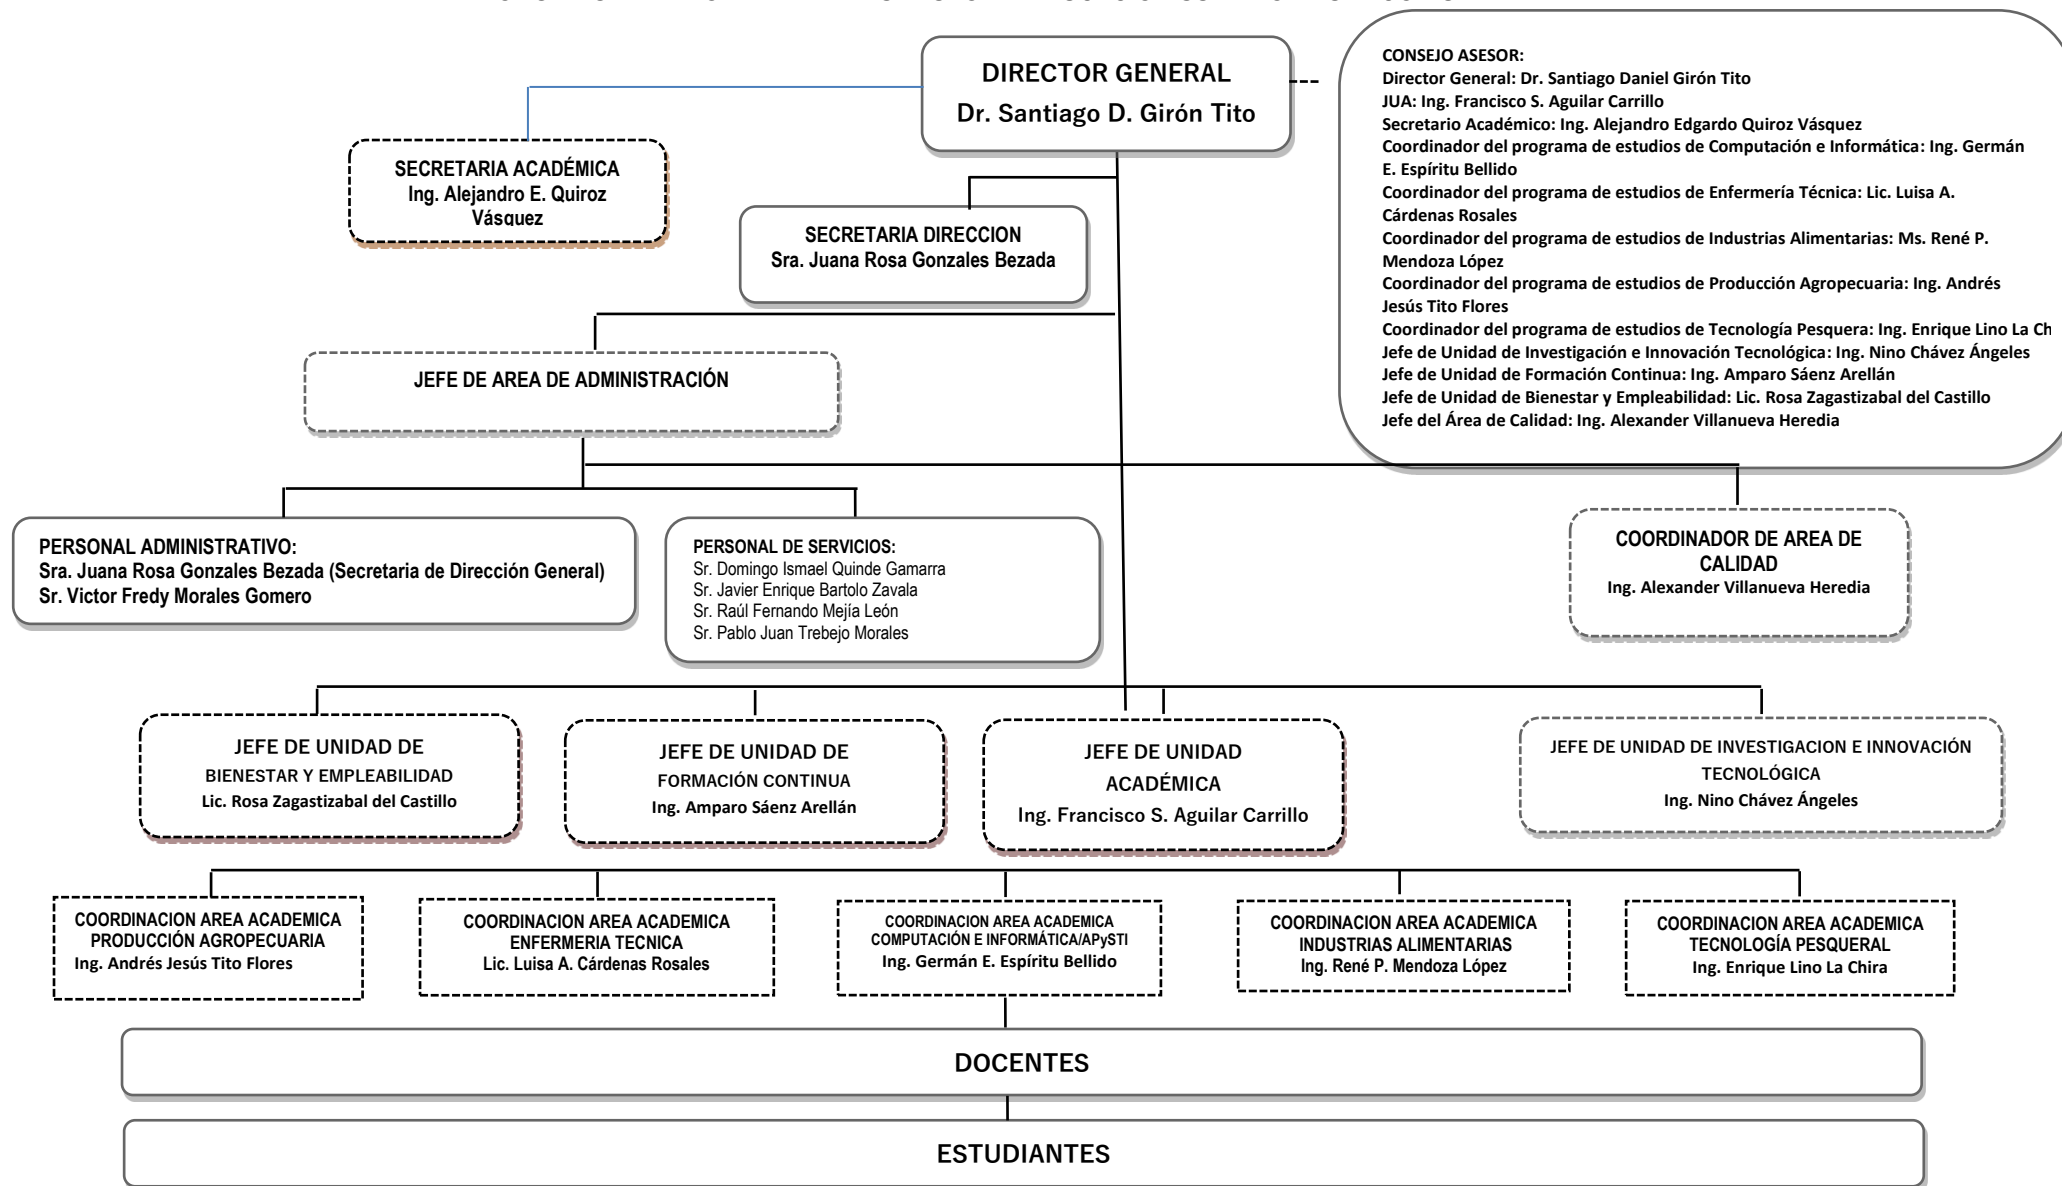 DIRECTOR GENERAL
Dr. Santiago D. Girón Tito
CONSEJO ASESOR:
Director General: Dr. Santiago Daniel Girón Tito
JUA: Ing. Francisco S. Aguilar Carrillo
Secretario Académico: Ing. Alejandro Edgardo Quiroz Vásquez
Coordinador del programa de estudios de Computación e Informática: Ing. Germán
E. Espíritu Bellido
Coordinador del programa de estudios de Enfermería Técnica: Lic. Luisa A.
Cárdenas Rosales
Coordinador del programa de estudios de Industrias Alimentarias: Ms. René P.
Mendoza López
Coordinador del programa de estudios de Producción Agropecuaria: Ing. Andrés
Jesús Tito Flores
Coordinador del programa de estudios de Tecnología Pesquera: Ing. Enrique Lino La Ch
Jefe de Unidad de Investigación e Innovación Tecnológica: Ing. Nino Chávez Ángeles
Jefe de Unidad de Formación Continua: Ing. Amparo Sáenz Arellán
Jefe de Unidad de Bienestar y Empleabilidad: Lic. Rosa Zagastizabal del Castillo
Jefe del Área de Calidad: Ing. Alexander Villanueva Heredia
SECRETARIA ACADÉMICA
Ing. Alejandro E. Quiroz
Vásquez
SECRETARIA DIRECCION
Sra. Juana Rosa Gonzales Bezada
JEFE DE AREA DE ADMINISTRACIÓN
PERSONAL ADMINISTRATIVO:
Sra. Juana Rosa Gonzales Bezada (Secretaria de Dirección General)
Sr. Victor Fredy Morales Gomero
PERSONAL DE SERVICIOS:
Sr. Domingo Ismael Quinde Gamarra
Sr. Javier Enrique Bartolo Zavala
Sr. Raúl Fernando Mejía León
Sr. Pablo Juan Trebejo Morales
COORDINADOR DE AREA DE
CALIDAD
Ing. Alexander Villanueva Heredia
JEFE DE UNIDAD DE
BIENESTAR Y EMPLEABILIDAD
Lic. Rosa Zagastizabal del Castillo
JEFE DE UNIDAD DE
FORMACIÓN CONTINUA
Ing. Amparo Sáenz Arellán
JEFE DE UNIDAD
ACADÉMICA
Ing. Francisco S. Aguilar Carrillo
JEFE DE UNIDAD DE INVESTIGACION E INNOVACIÓN
TECNOLÓGICA
Ing. Nino Chávez Ángeles
COORDINACION AREA ACADEMICA
PRODUCCIÓN AGROPECUARIA
Ing. Andrés Jesús Tito Flores
COORDINACION AREA ACADEMICA
ENFERMERIA TECNICA
Lic. Luisa A. Cárdenas Rosales
COORDINACION AREA ACADEMICA
COMPUTACIÓN E INFORMÁTICA/APySTI
Ing. Germán E. Espíritu Bellido
COORDINACION AREA ACADEMICA
INDUSTRIAS ALIMENTARIAS
Ing. René P. Mendoza López
COORDINACION AREA ACADEMICA
TECNOLOGÍA PESQUERAL
Ing. Enrique Lino La Chira
DOCENTES
ESTUDIANTES